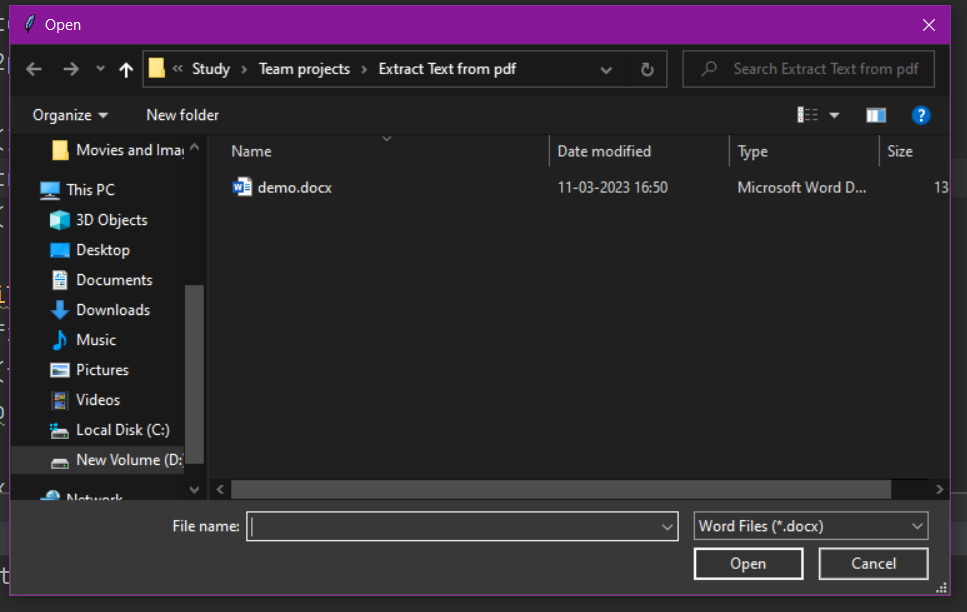 Open
« Study › Team projects › Extract Text from pdf
Search Extract Text from pdf
Organize
New folder
?
Name
Date modified
Type
Size
demo.docx
11-03-2023 16:50
Microsoft Word D...
13
Movies and Ima
This PC
3D Objects
Desktop
Documents
Downloads
Music
Pictures
Videos
Local Disk (C:)
New Volume (D:
Network
File name:
Word Files (*.docx)
Open
Cancel